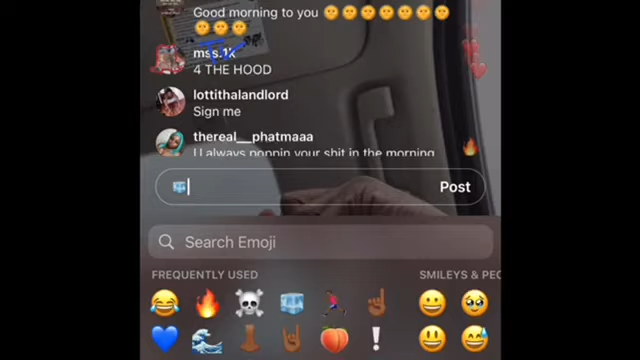 Good morning to you 🌞🌞🌞🌞🌞🌞🌞
🌞🌞🌞
mss.1k
4 THE HOOD
lottithalandlord
Sign me
thereal__phatmaaa
U always poppin your shit in the morning
Post
Search Emoji
FREQUENTLY USED
SMILEYS & PEO